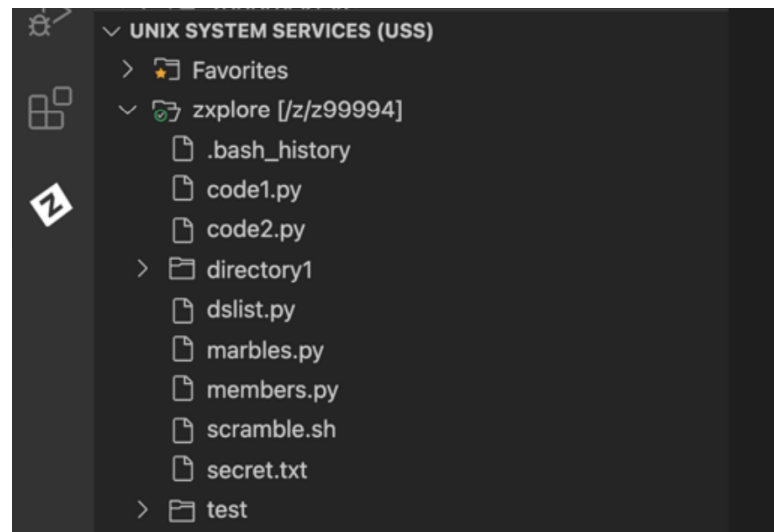 UNIX SYSTEM SERVICES (USS)
Favorites
zxplore [/z/z99994]
.bash_history
code1.py
code2.py
directory1
dslist.py
marbles.py
members.py
scramble.sh
secret.txt
test